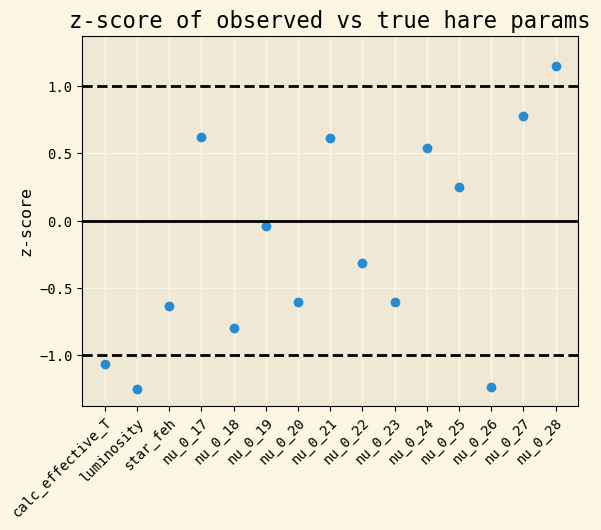 z-score of observed vs true hare params
z-score
1.0
0.5
0.0
−0.5
−1.0
calc_effective_T
luminosity
star_feh
nu_0_17
nu_0_18
nu_0_19
nu_0_20
nu_0_21
nu_0_22
nu_0_23
nu_0_24
nu_0_25
nu_0_26
nu_0_27
nu_0_28